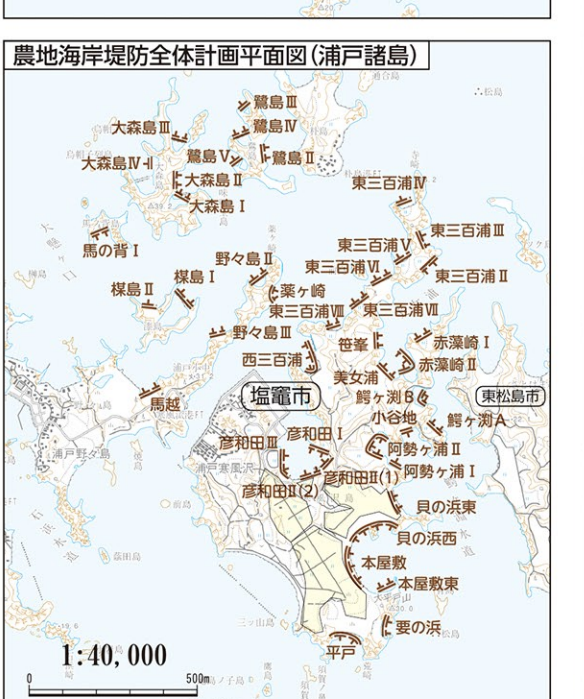 農地海岸堤防全体計画平面図(浦戸諸島)
鷺島Ⅲ
大森島Ⅲ
鷺島Ⅳ
大森島Ⅳ
鷺島Ⅴ
鷺島Ⅱ
大森島Ⅱ
大森島Ⅰ
東三百浦Ⅳ
馬の背Ⅰ
東三百浦Ⅲ
東三百浦Ⅴ
野々島Ⅱ
東三百浦Ⅵ
東三百浦Ⅱ
楳島Ⅱ
楳島Ⅰ
薬ヶ崎
東三百浦Ⅷ
東三百浦Ⅶ
野々島Ⅲ
笹峯
赤藻崎Ⅰ
西三百浦
赤藻崎Ⅱ
美女浦
塩竈市
鰐ヶ渕B
東松島市
馬越
小谷地
鰐ヶ渕A
彦和田Ⅰ
彦和田Ⅲ
阿勢ヶ浦Ⅱ
浦戸野々島
浦戸寒風沢
彦和田Ⅱ(1)
阿勢ヶ浦Ⅰ
彦和田Ⅱ(2)
貝の浜東
貝の浜西
本屋敷
本屋敷東
三ッ山島
要の浜
平戸
1:40,000
0
500m